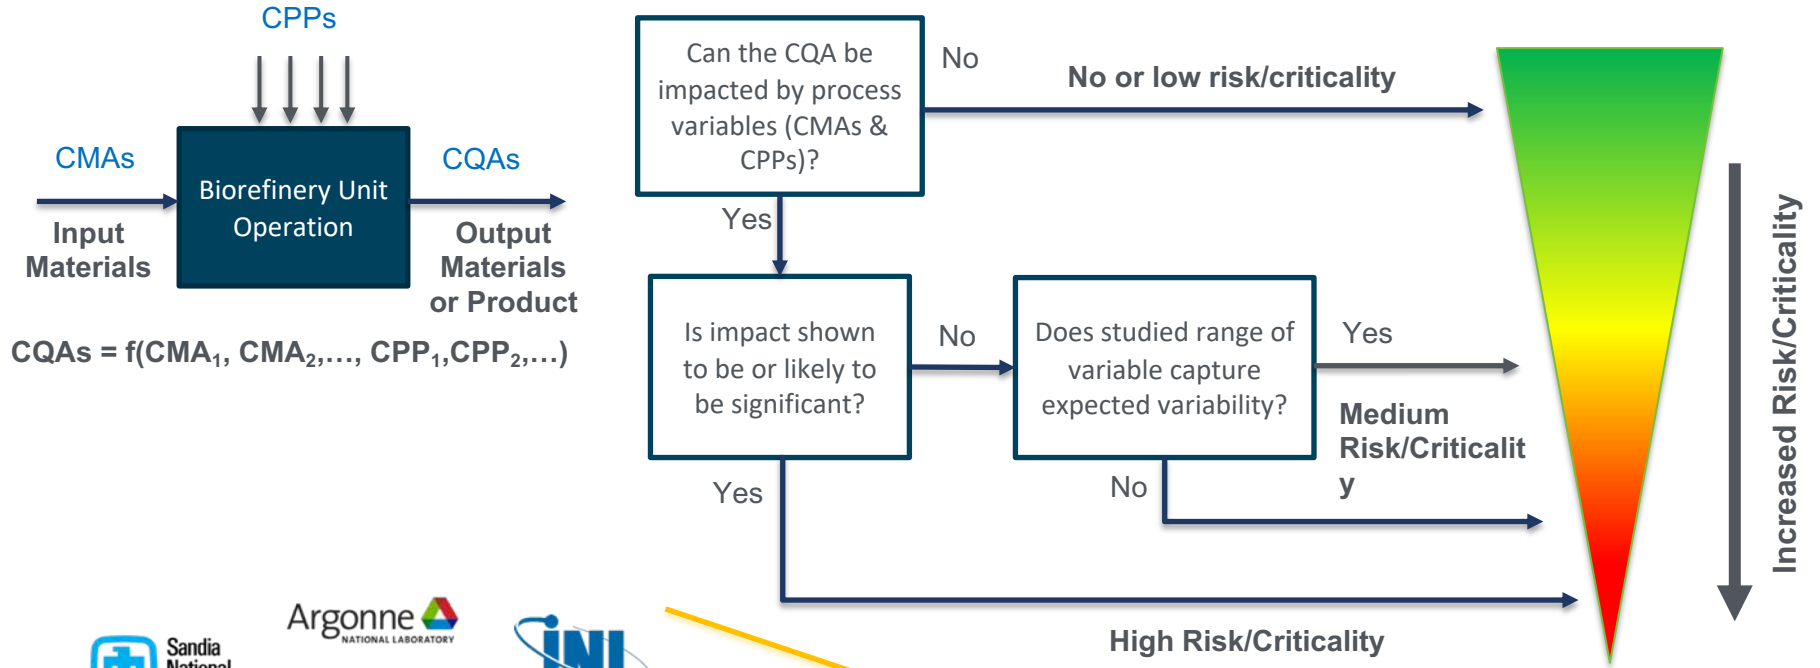 CPPs
CMAs
CQAs
Biorefinery Unit
Operation
Input
Materials
Output
Materials
or Product
CQAs = f(CMA₁, CMA₂,…, CPP₁,CPP₂,…)
Can the CQA be
impacted by process
variables (CMAs &
CPPs)?
No
No or low risk/criticality
Yes
Is impact shown
to be or likely to
be significant?
No
Does studied range of
variable capture
expected variability?
Yes
Medium
Risk/Criticalit
y
No
Yes
High Risk/Criticality
Increased Risk/Criticality
Argonne
NATIONAL LABORATORY
Sandia
National
INL